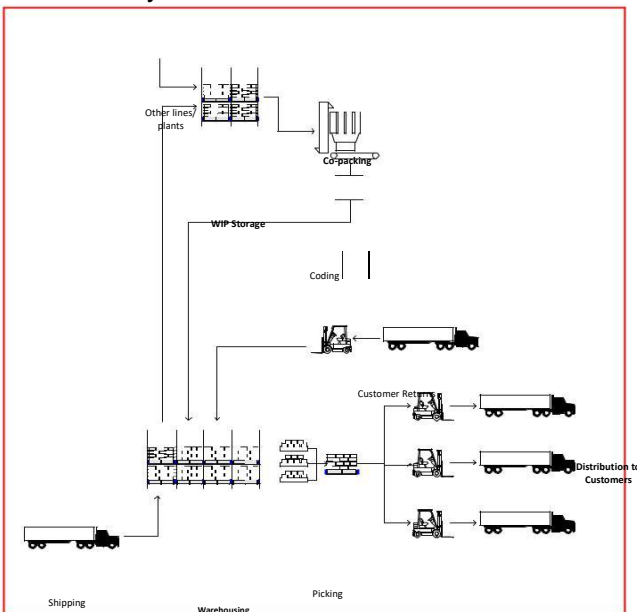 Other lines/
plants
Co-packing
WIP Storage
Coding
Customer Returns
Distribution to
Customers
Picking
Shipping
Warehousing